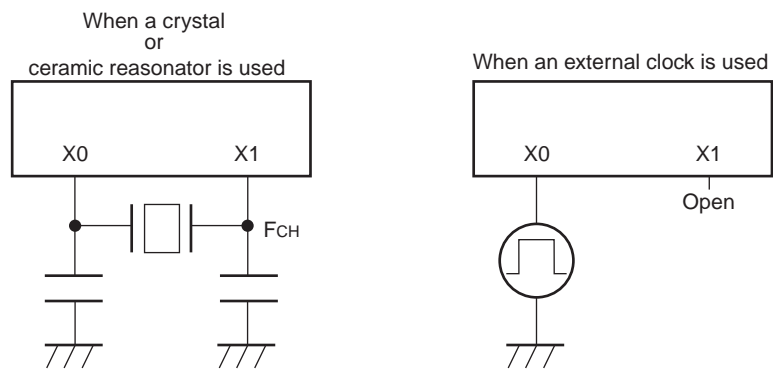 When a crystal
or
ceramic reasonator is used
X0
X1
FCH
When an external clock is used
X0
X1
Open